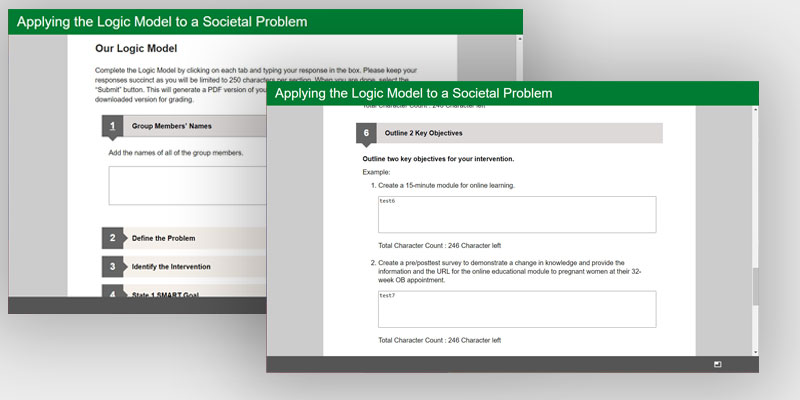 Applying the Logic Model to a Societal Problem
Our Logic Model
Complete the Logic Model by clicking on each tab and typing your response in the box. Please keep your
responses succinct as you will be limited to 250 characters per section. When you are done, select the
"Submit" button. This will generate a PDF version of you
downloaded version for grading.
1 Group Members' Names
Add the names of all of the group members.
2 Define the Problem
3 Identify the Intervention
4 State 1 SMART Goal
Applying the Logic Model to a Societal Problem
Total Character Count : 246 Character left
6 Outline 2 Key Objectives
Outline two key objectives for your intervention.
Example:
1. Create a 15-minute module for online learning.
test6
Total Character Count : 246 Character left
2. Create a pre/posttest survey to demonstrate a change in knowledge and provide the
information and the URL for the online educational module to pregnant women at their 32-
week OB appointment.
test7
Total Character Count : 246 Character left